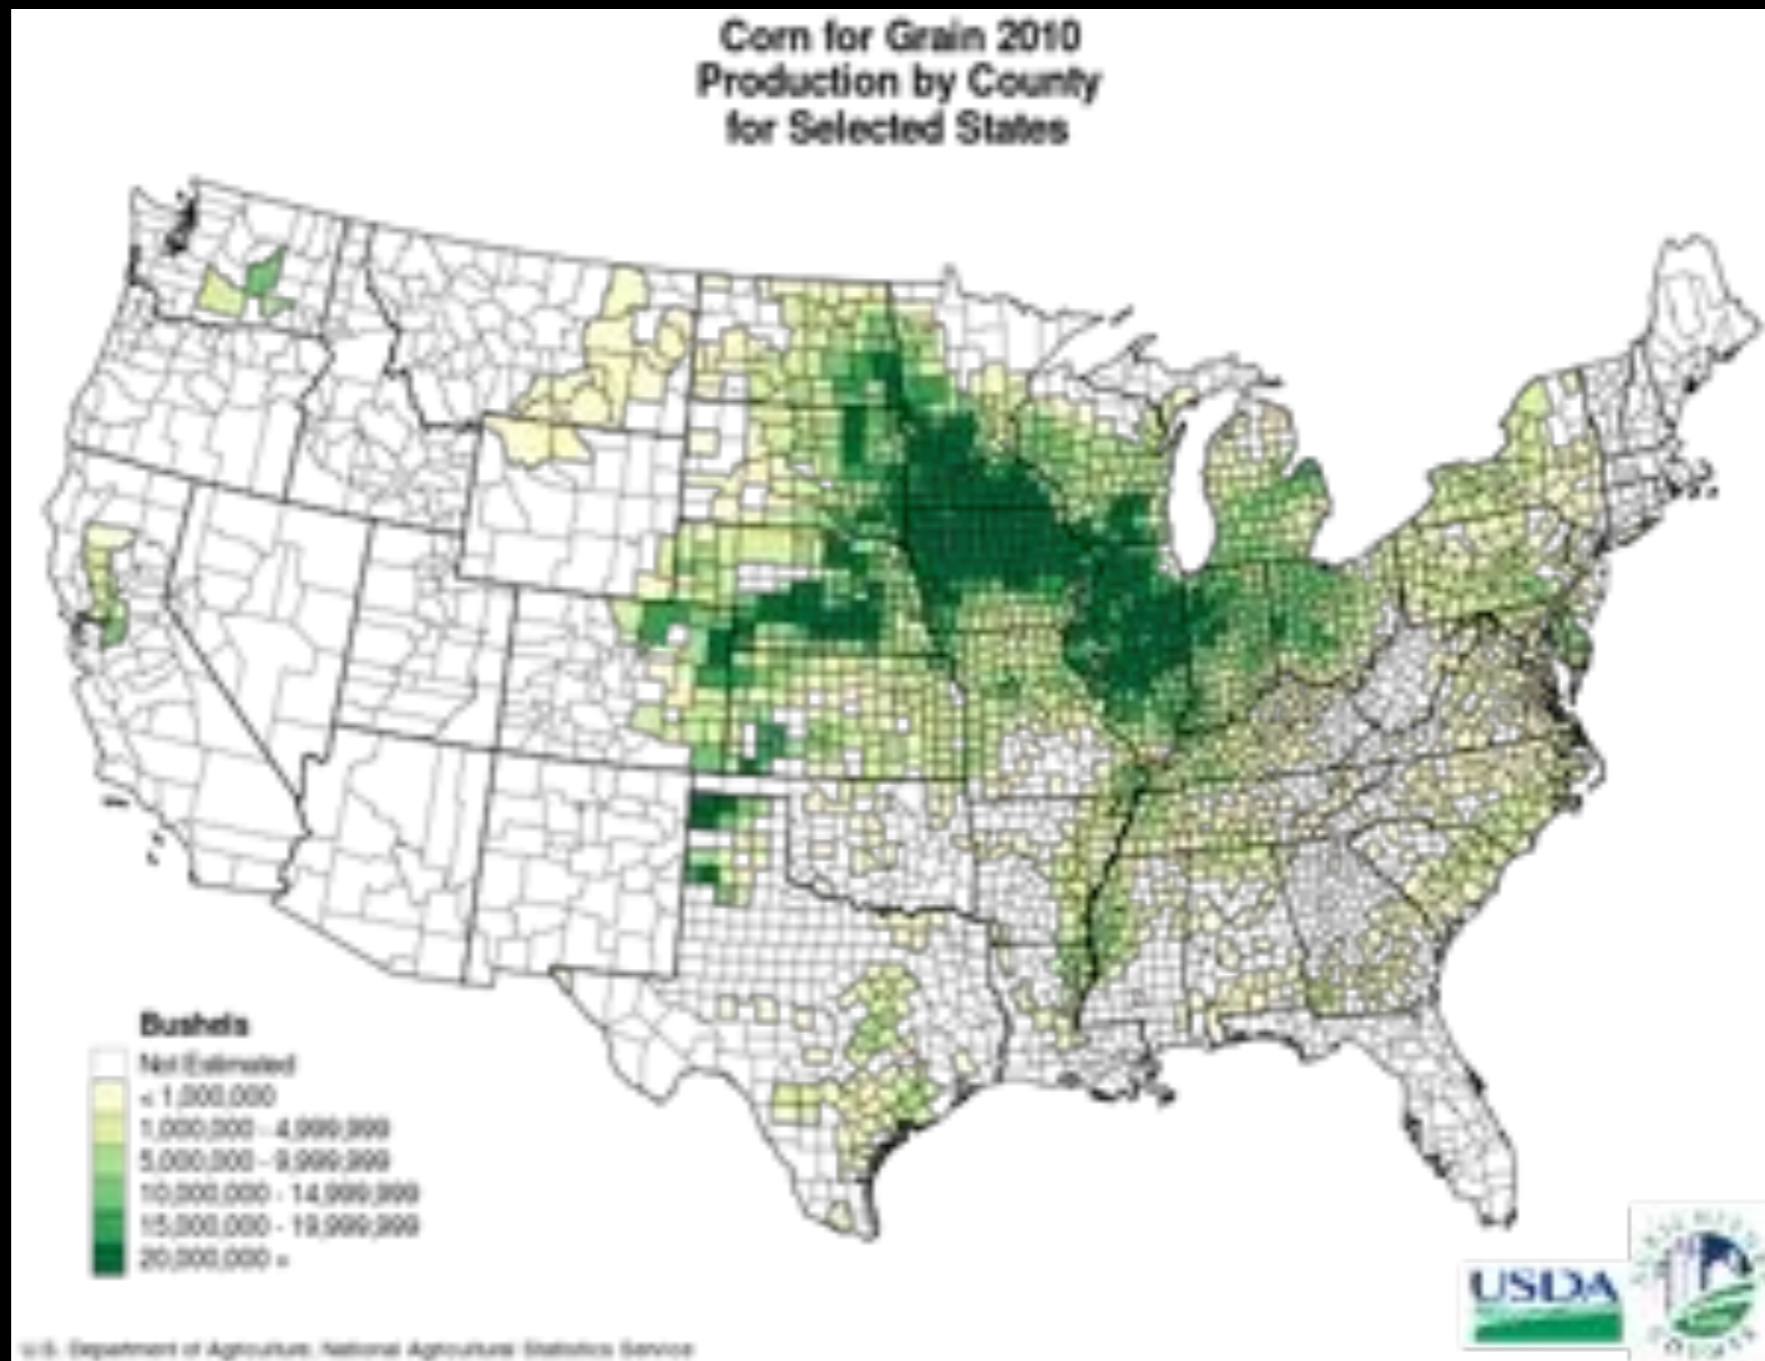 Corn for Grain 2010
Production by County
for Selected States
Bushels
Not Estimated
< 1,000,000
1,000,000 - 4,999,999
5,000,000 - 9,999,999
10,000,000 - 14,999,999
15,000,000 - 19,999,999
20,000,000 +
USDA
U.S. Department of Agriculture, National Agricultural Statistics Service